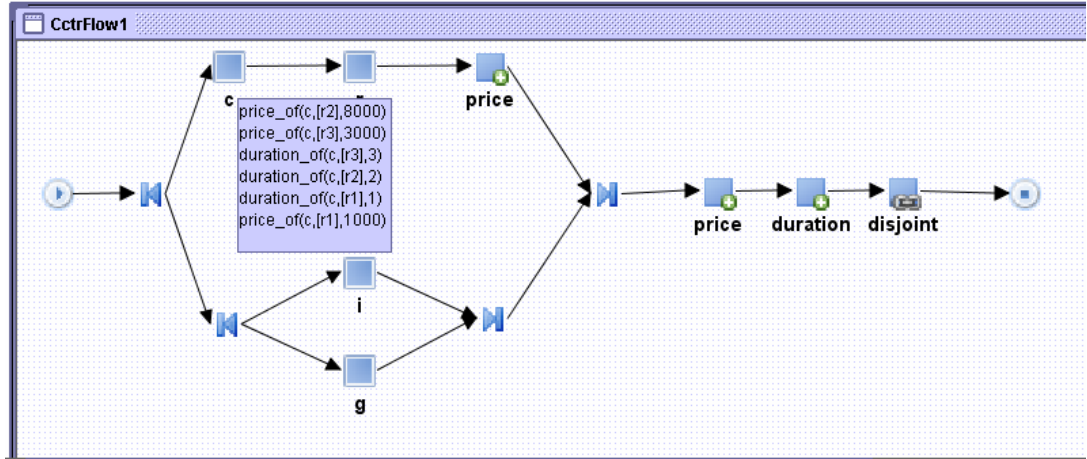 CctrFlow1
c
price
price_of(c,[r2],8000)
price_of(c,[r3],3000)
duration_of(c,[r3],3)
duration_of(c,[r2],2)
duration_of(c,[r1],1)
price_of(c,[r1],1000)
price
duration
disjoint
i
g